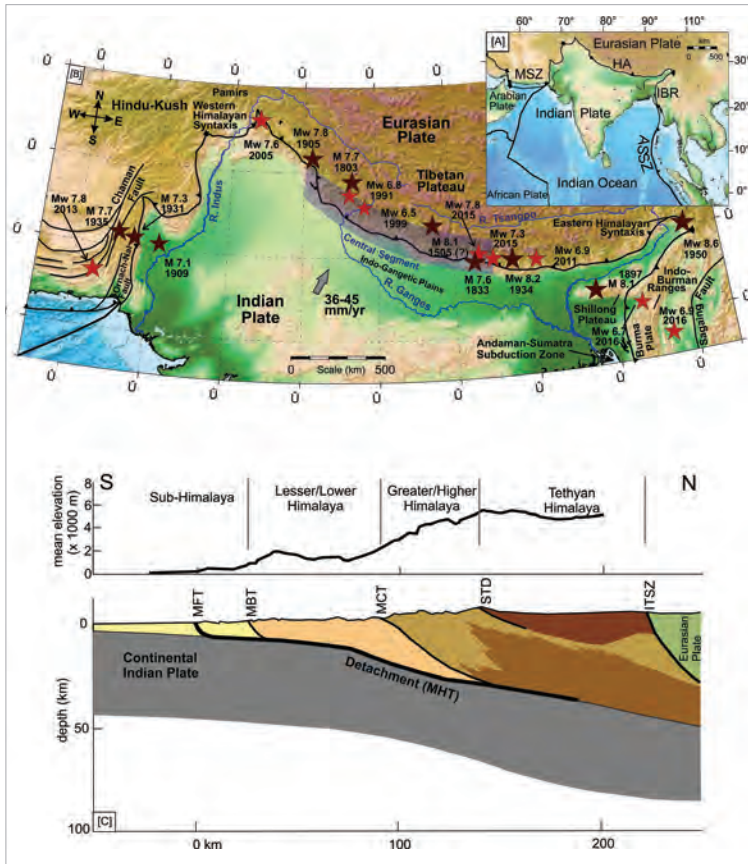 [A]
60° 70° 80° 90° 100°
km
0 500
30°
20°
10°
0°
Eurasian Plate
HA
MSZ
IBR
Arabian
Plate
Indian Plate
ASSZ
Indian Ocean
African Plate
[B]
N
W E
S
Hindu-Kush
Pamirs
Western
Himalayan
Syntaxis
Mw 7.6
2005
Mw 7.8
1905
Eurasian
Plate
M 7.7
1803
Mw 6.8
1991
Tibetan
Plateau
Mw 6.5
1999
Mw 7.8
2015
R. Tsangpo
Eastern Himalayan
Syntaxis
Mw 7.8
2013
M 7.7
1935
Chaman
Fault
M 7.3
1931
R. Indus
M 7.1
1909
Fault
M 8.1
1505 (?)
Mw 7.3
2015
Mw 6.9
2011
Mw 8.6
1950
Central Segment
Indo-Gangetic Plains
R. Ganges
M 7.6
1833
Mw 8.2
1934
1897
M 8.1
Indo-
Burman
Ranges
Shillong
Plateau
Mw 6.7
2016
Burma
Plate
Mw 6.9
2016
Sagaing Fault
Indian
Plate
36-45
mm/yr
Andaman-Sumatra
Subduction Zone
0 500
Scale (km)
S N
Sub-Himalaya
Lesser/Lower
Himalaya
Greater/Higher
Himalaya
Tethyan
Himalaya
mean elevation
(x 1000 m)
8
6
4
2
0
MFT MBT MCT STD ITSZ
0
50
100
depth (km)
Continental
Indian Plate
Detachment (MHT)
Eurasian
Plate
[C]
0 km 100 200